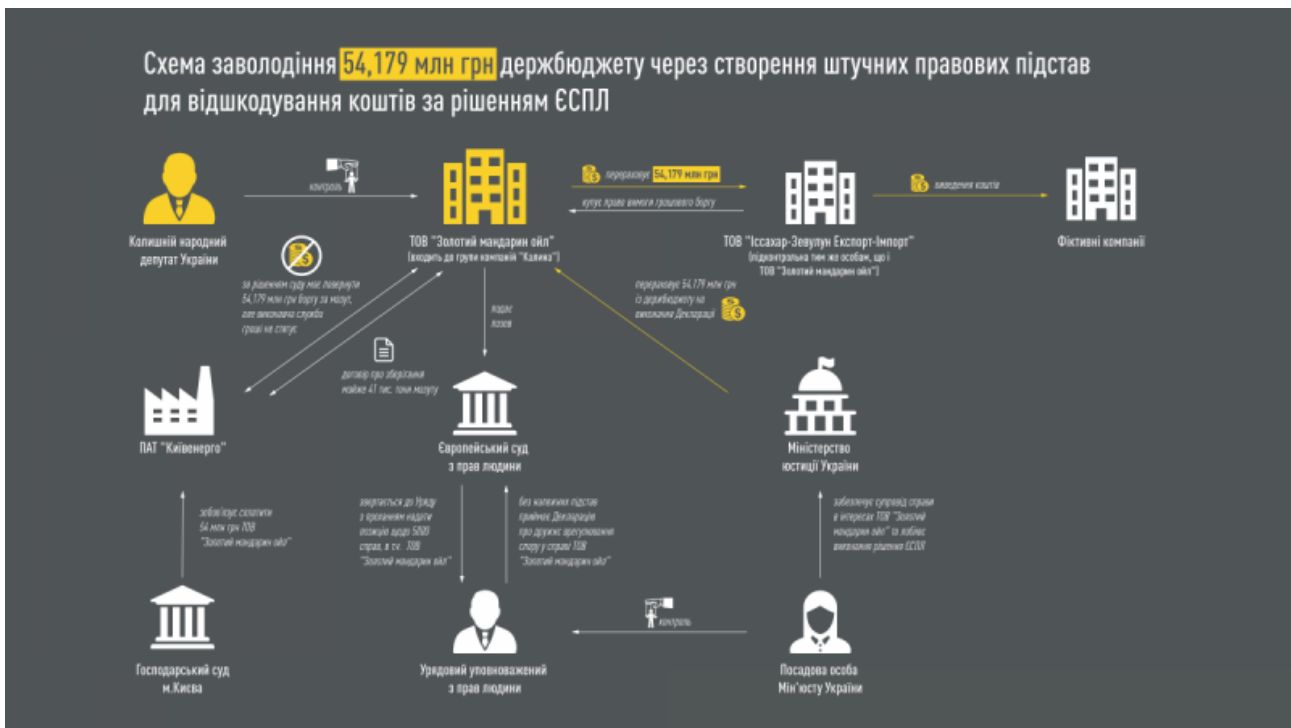 Схема заволодіння 54,179 млн грн держбюджету через створення штучних правових підстав
для відшкодування коштів за рішенням ЄСПЛ
контроль
перераховує 54,179 млн грн
купує право вимоги грошового боргу
виведення коштів
Колишній народний
депутат України
ТОВ "Золотий мандарин ойл"
(входить до групи компаній "Калина")
ТОВ "Іссахар-Зевулун Експорт-Імпорт"
(підконтрольна тим же особам, що і
ТОВ "Золотий мандарин ойл")
Фіктивні компанії
за рішенням суду має повернути
54,179 млн грн боргу за мазут,
але виконавча служба
гроші не стягує
подає
позов
перераховує 54,179 млн грн
із держбюджету на
виконання Декларації
договір про зберігання
майже 41 тис. тонн мазуту
ПАТ "Київенерго"
Європейський суд
з прав людини
Міністерство
юстиції України
зобов'язує сплатити
54 млн грн ТОВ
"Золотий мандарин ойл"
звертається до Уряду
з проханням надати
позицію щодо 5000
справ, в т.ч. ТОВ
"Золотий мандарин ойл"
без належних підстав
приймає Декларацію
про дружнє врегулювання
спору у справі ТОВ
"Золотий мандарин ойл"
забезпечує супровід справи
в інтересах ТОВ "Золотий
мандарин ойл" та лобіює
виконання рішення ЄСПЛ
контроль
Господарський суд
м.Києва
Урядовий уповноважений
з прав людини
Посадова особа
Мін'юсту України